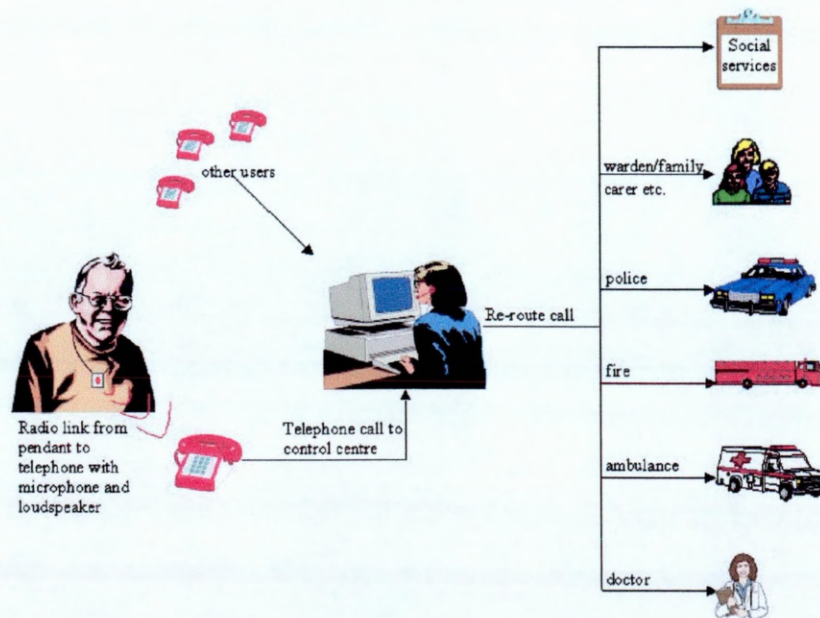 Social
services
other users
warden/family,
carer etc.
police
Re-route call
fire
Radio link from
pendant to
telephone with
microphone and
loudspeaker
Telephone call to
control centre
ambulance
doctor